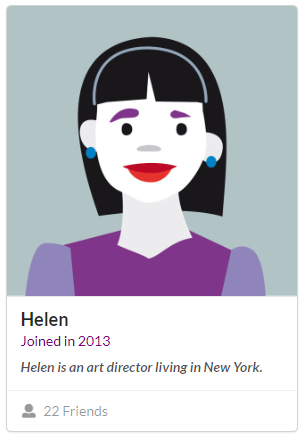 Helen
Joined in 2013
Helen is an art director living in New York.
22 Friends